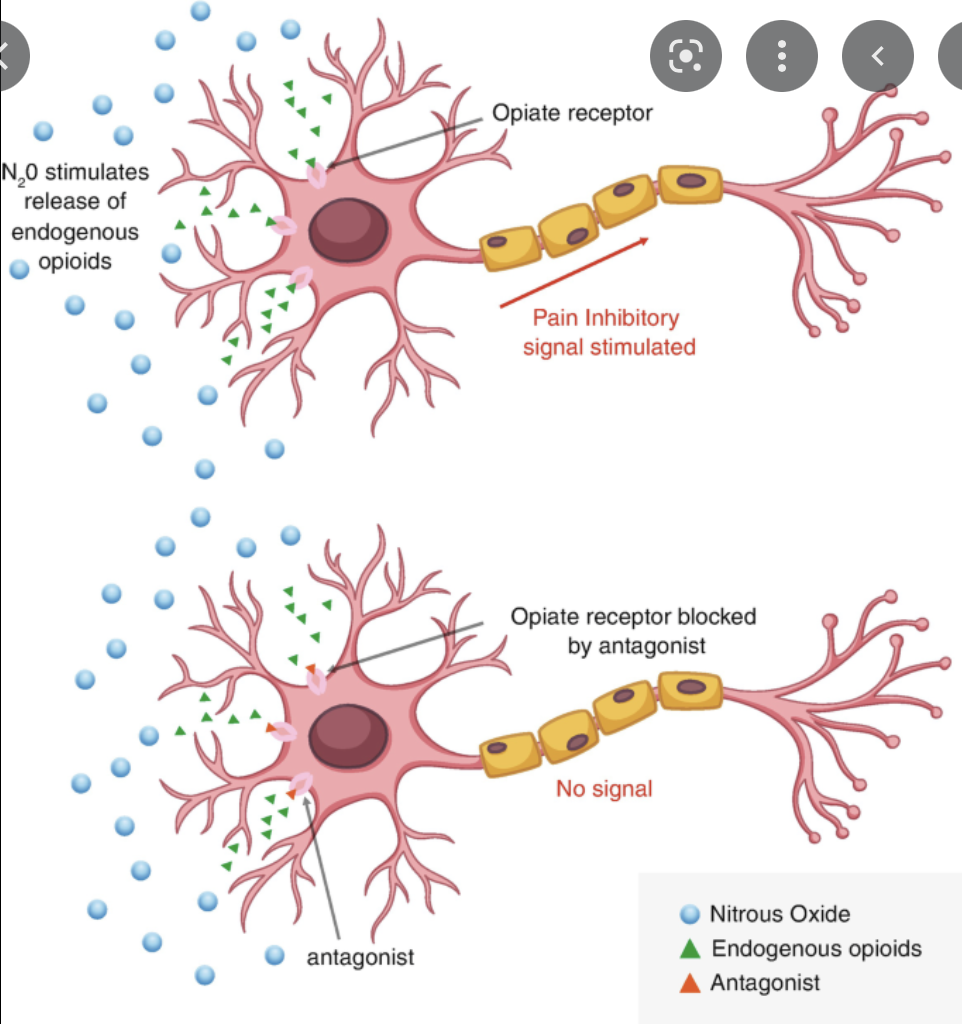 Opiate receptor
N₂0 stimulates
release of
endogenous
opioids
Pain Inhibitory
signal stimulated
Opiate receptor blocked
by antagonist
No signal
antagonist
Nitrous Oxide
Endogenous opioids
Antagonist